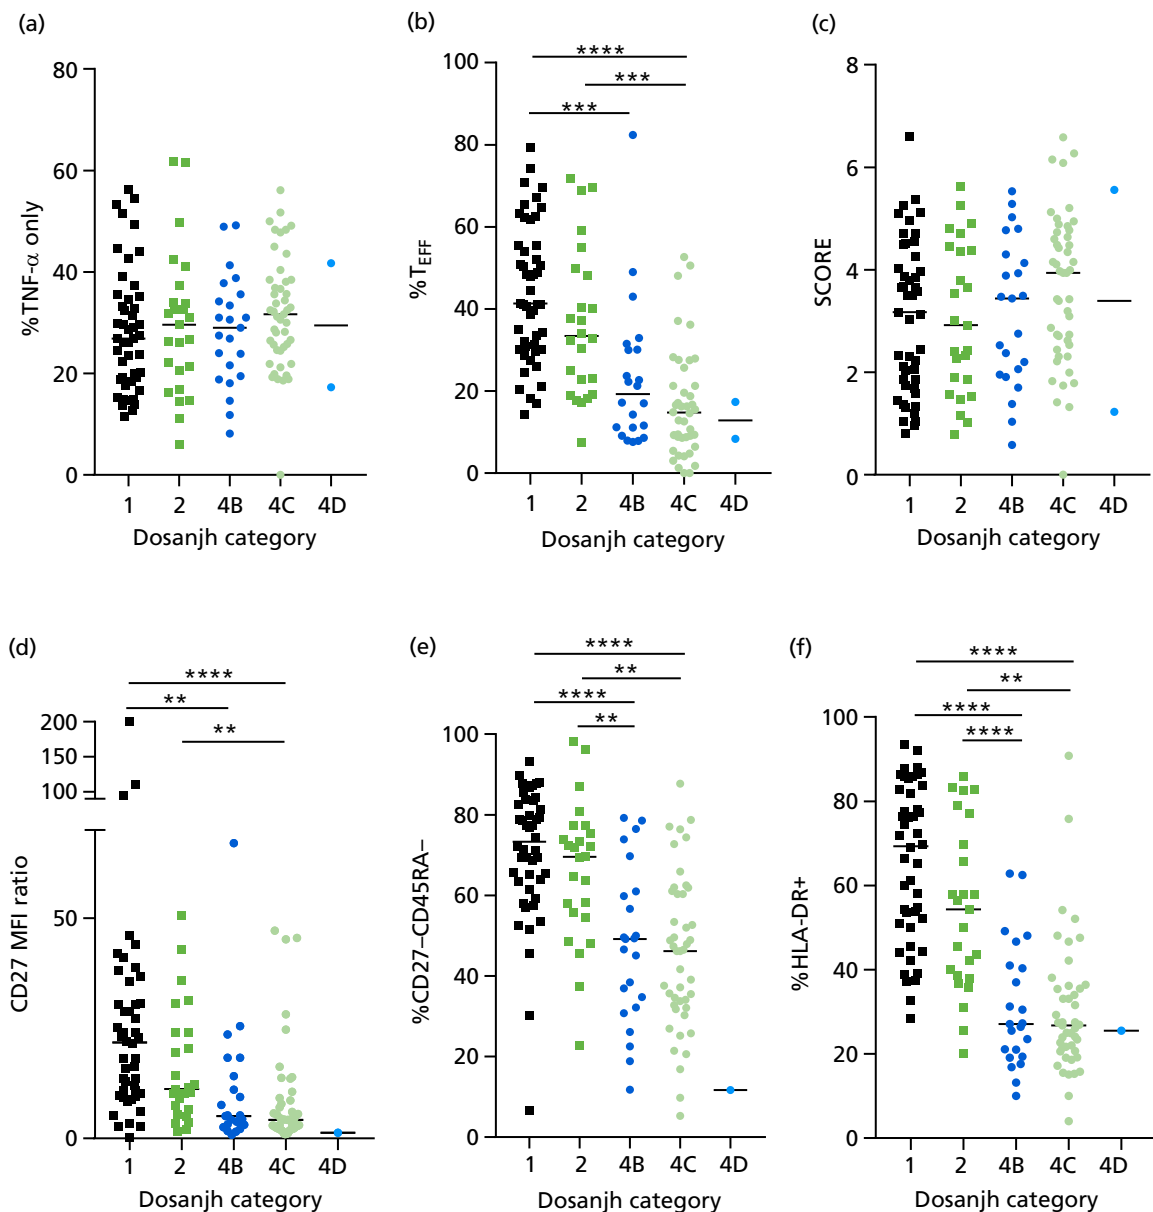 (a)
%TNF-α only
80
60
40
20
0
1 2 4B 4C 4D
Dosanjh category
(b)
%T_EFF
100
80
60
40
20
0
****
***
***
1 2 4B 4C 4D
Dosanjh category
(c)
SCORE
8
6
4
2
0
1 2 4B 4C 4D
Dosanjh category
(d)
CD27 MFI ratio
200
150
100
50
0
****
**
**
1 2 4B 4C 4D
Dosanjh category
(e)
%CD27–CD45RA–
100
80
60
40
20
0
****
**
****
**
1 2 4B 4C 4D
Dosanjh category
(f)
%HLA-DR+
100
80
60
40
20
0
****
**
****
****
1 2 4B 4C 4D
Dosanjh category